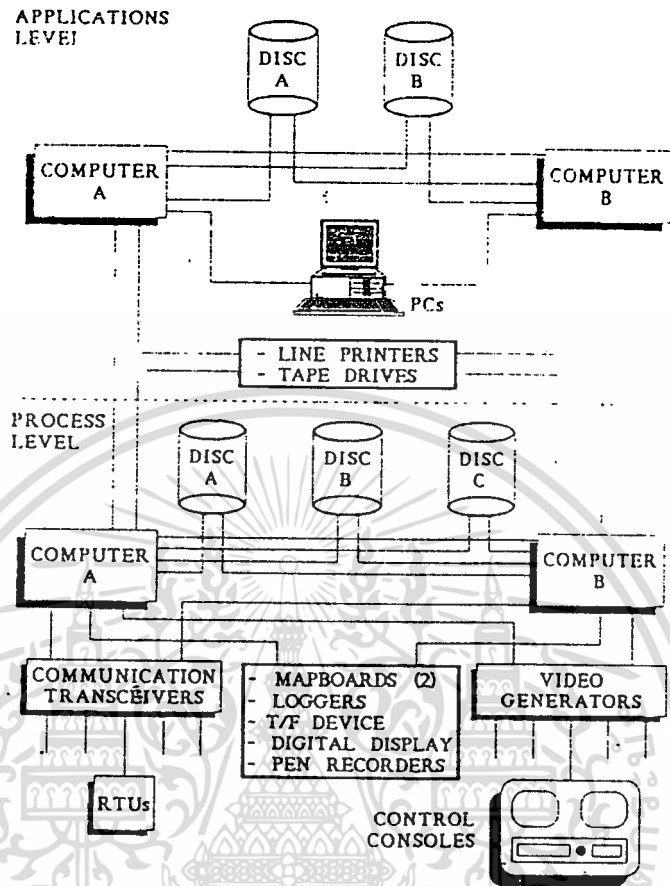 APPLICATIONS
LEVEL
DISC
A
DISC
B
COMPUTER
A
COMPUTER
B
PCs
- LINE PRINTERS
- TAPE DRIVES
PROCESS
LEVEL
DISC
A
DISC
B
DISC
C
COMPUTER
A
COMPUTER
B
COMMUNICATION
TRANSCEIVERS
- MAPBOARDS (2)
- LOGGERS
- T/F DEVICE
- DIGITAL DISPLAY
- PEN RECORDERS
VIDEO
GENERATORS
RTUs
CONTROL
CONSOLES